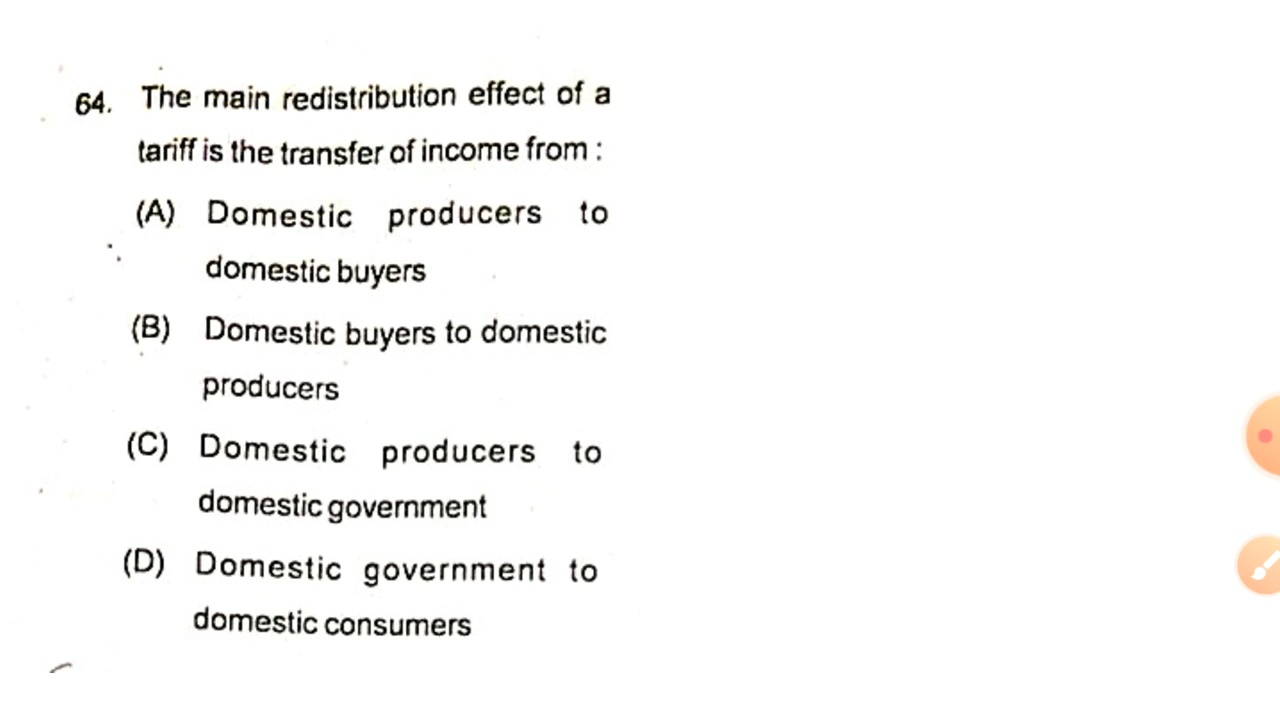 64. The main redistribution effect of a
tariff is the transfer of income from :
(A) Domestic producers to
domestic buyers
(B) Domestic buyers to domestic
producers
(C) Domestic producers to
domestic government
(D) Domestic government to
domestic consumers